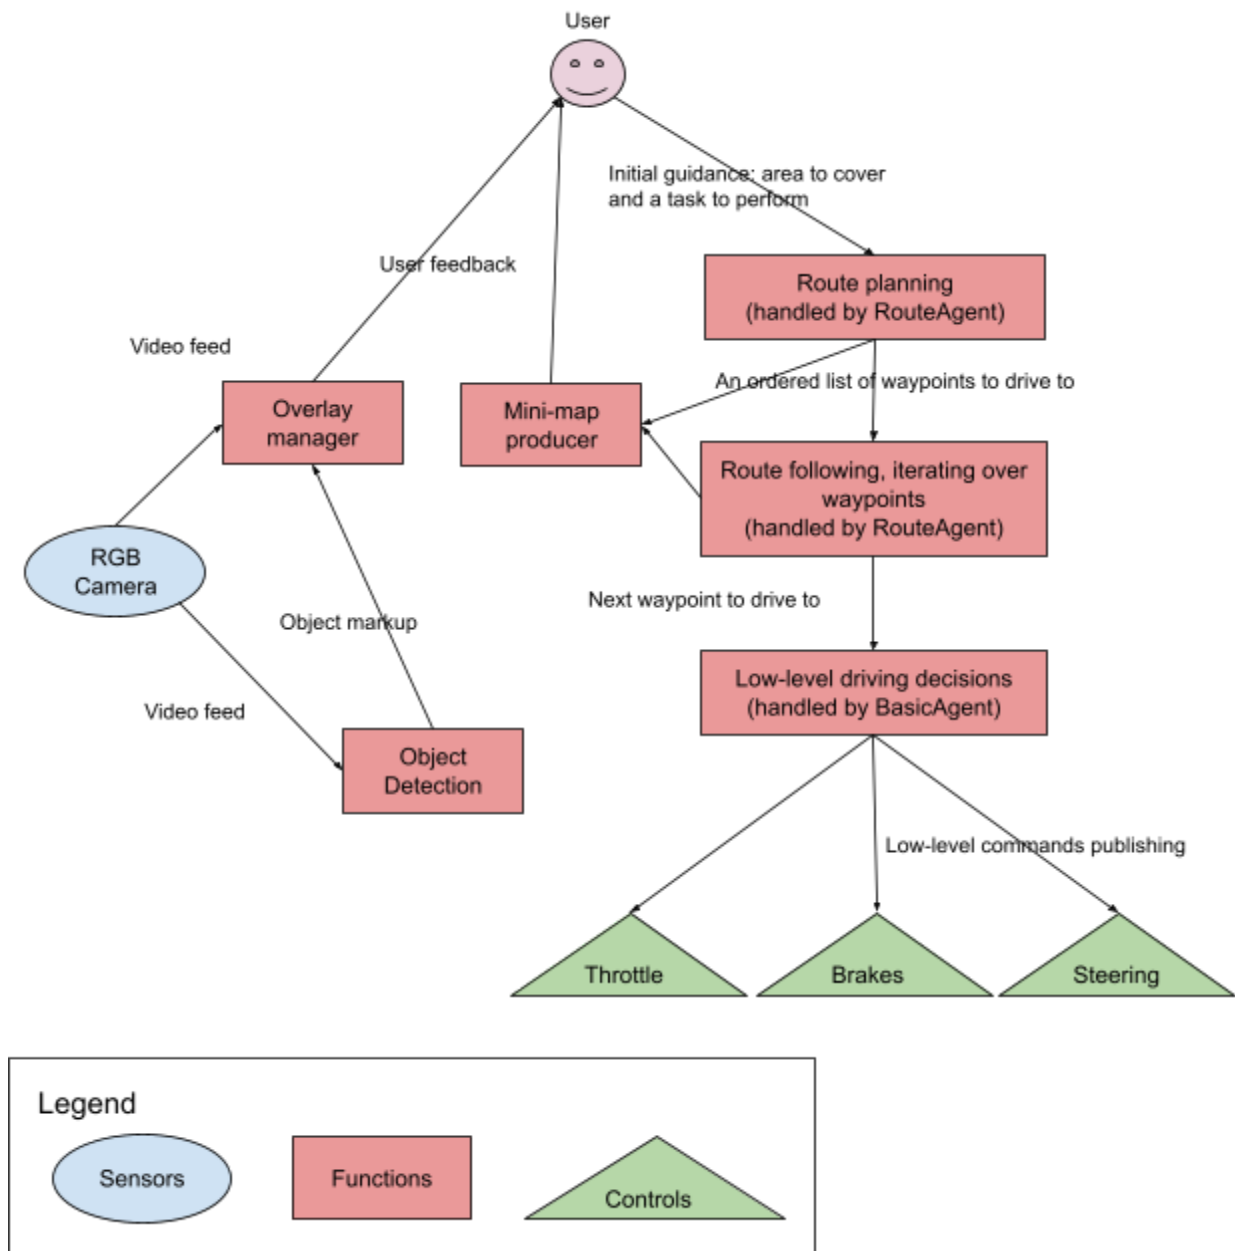 User
Initial guidance: area to cover
and a task to perform
User feedback
Route planning
(handled by RouteAgent)
Video feed
An ordered list of waypoints to drive to
Overlay
manager
Mini-map
producer
Route following, iterating over
waypoints
(handled by RouteAgent)
RGB
Camera
Next waypoint to drive to
Object markup
Low-level driving decisions
(handled by BasicAgent)
Video feed
Object
Detection
Low-level commands publishing
Throttle
Brakes
Steering
Legend
Sensors
Functions
Controls